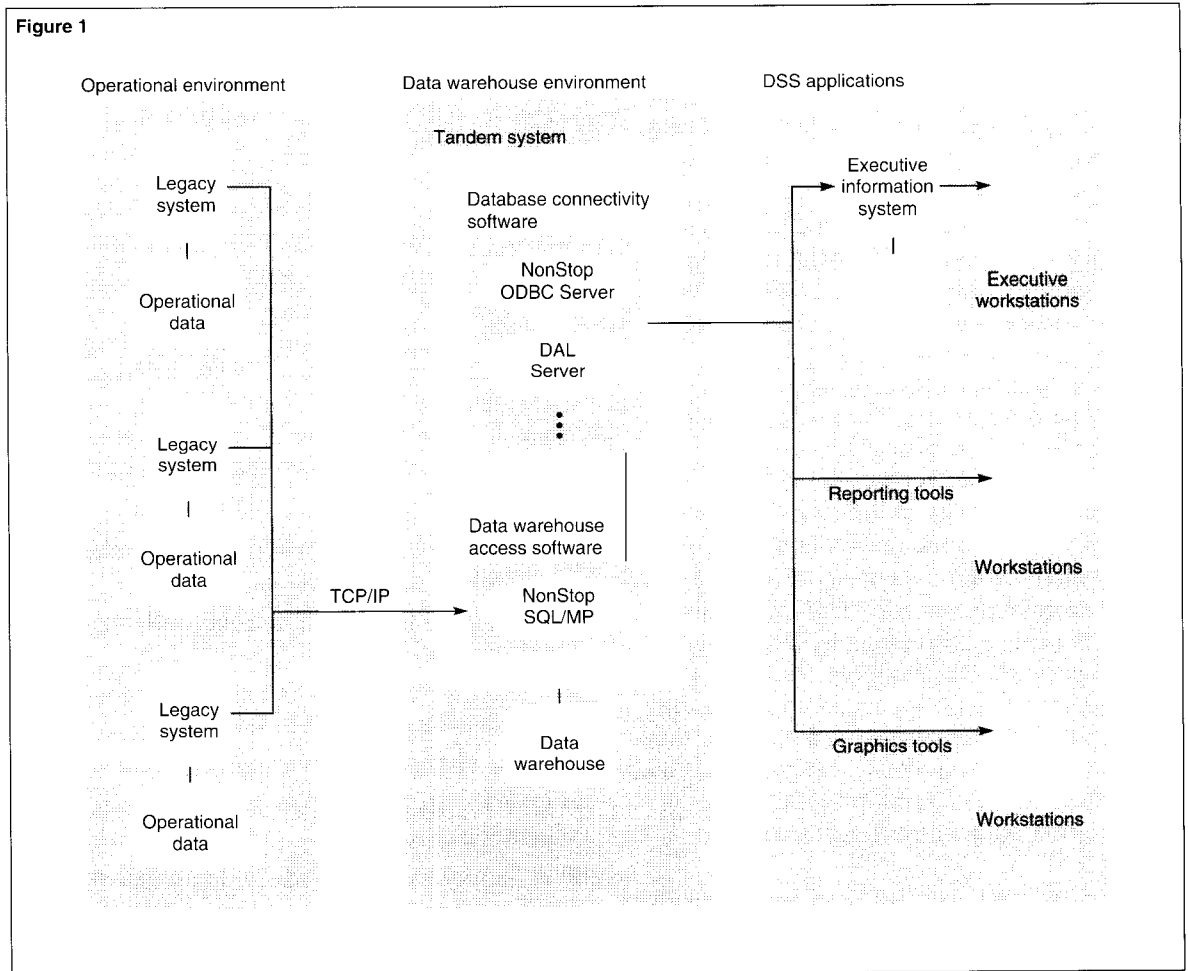 Figure 1
Operational environment
Data warehouse environment
DSS applications
Legacy
system
Operational
data
Legacy
system
Operational
data
Legacy
system
Operational
data
TCP/IP
Tandem system
Database connectivity
software
NonStop
ODBC Server
DAL
Server
Data warehouse
access software
NonStop
SQL/MP
Data
warehouse
Executive
information
system
Executive
workstations
Reporting tools
Workstations
Graphics tools
Workstations